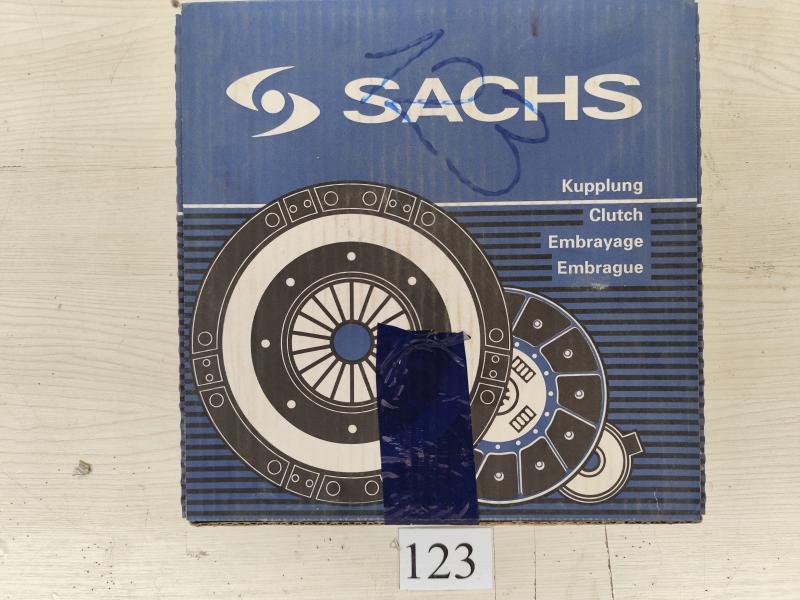 SACHS
Kupplung
Clutch
Embrayage
Embrague
123